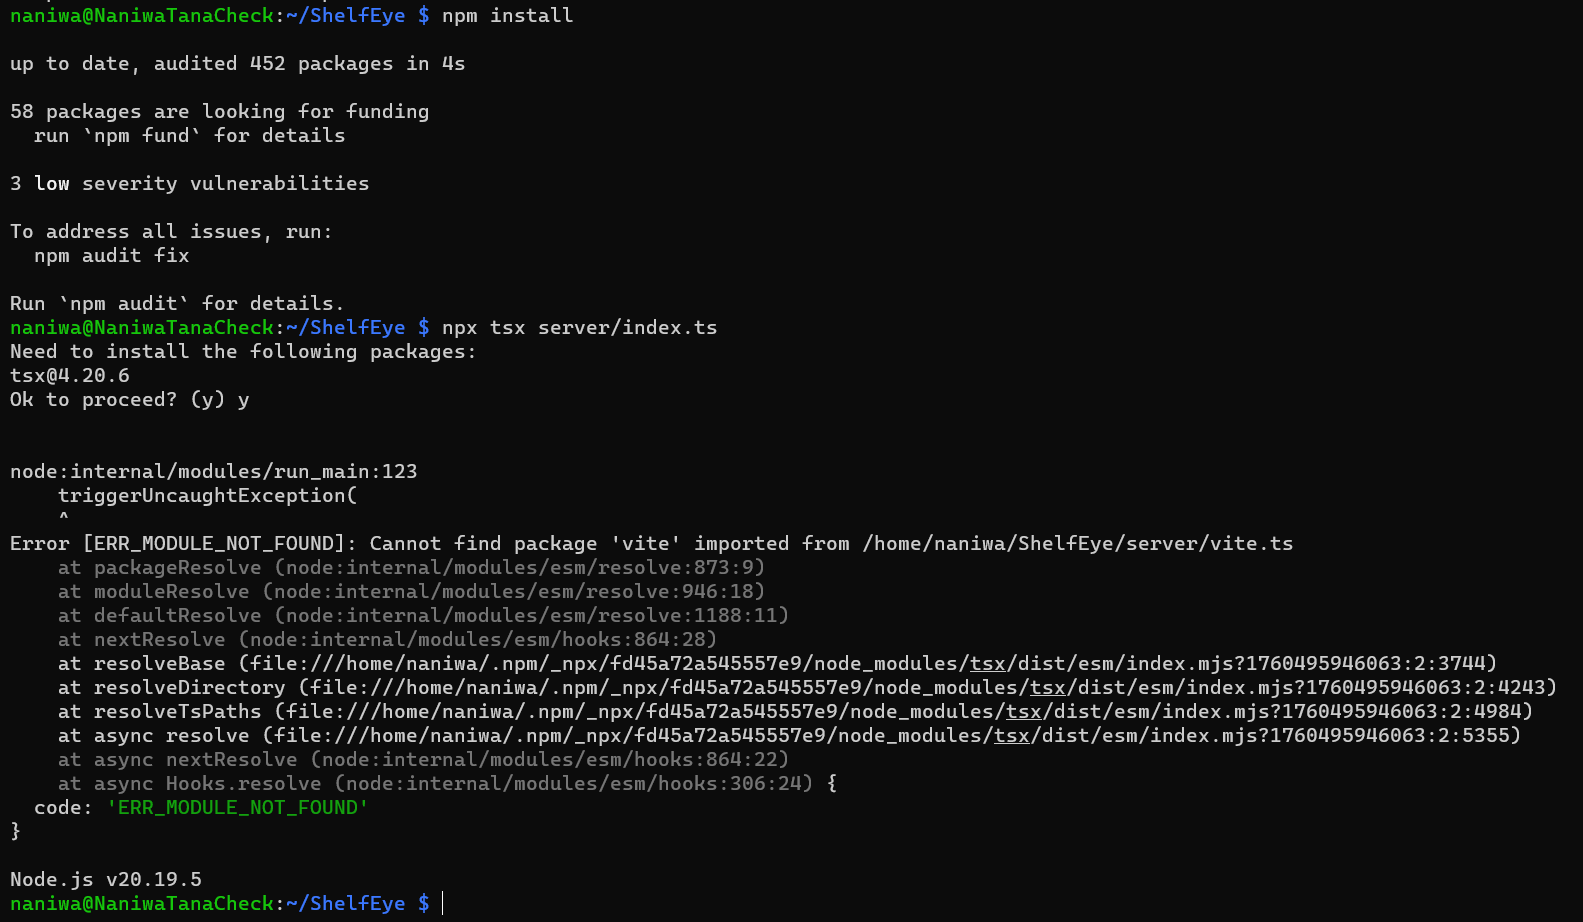 naniwa@NaniwaTanaCheck:~/ShelfEye $ npm install
up to date, audited 452 packages in 4s
58 packages are looking for funding
  run `npm fund` for details
3 low severity vulnerabilities
To address all issues, run:
  npm audit fix
Run `npm audit` for details.
naniwa@NaniwaTanaCheck:~/ShelfEye $ npx tsx server/index.ts
Need to install the following packages:
tsx@4.20.6
Ok to proceed? (y) y
node:internal/modules/run_main:123
    triggerUncaughtException(
    ^
Error [ERR_MODULE_NOT_FOUND]: Cannot find package 'vite' imported from /home/naniwa/ShelfEye/server/vite.ts
    at packageResolve (node:internal/modules/esm/resolve:873:9)
    at moduleResolve (node:internal/modules/esm/resolve:946:18)
    at defaultResolve (node:internal/modules/esm/resolve:1188:11)
    at nextResolve (node:internal/modules/esm/hooks:864:28)
    at resolveBase (file:///home/naniwa/.npm/_npx/fd45a72a545557e9/node_modules/tsx/dist/esm/index.mjs?1760495946063:2:3744)
    at resolveDirectory (file:///home/naniwa/.npm/_npx/fd45a72a545557e9/node_modules/tsx/dist/esm/index.mjs?1760495946063:2:4243)
    at resolveTsPaths (file:///home/naniwa/.npm/_npx/fd45a72a545557e9/node_modules/tsx/dist/esm/index.mjs?1760495946063:2:4984)
    at async resolve (file:///home/naniwa/.npm/_npx/fd45a72a545557e9/node_modules/tsx/dist/esm/index.mjs?1760495946063:2:5355)
    at async nextResolve (node:internal/modules/esm/hooks:864:22)
    at async Hooks.resolve (node:internal/modules/esm/hooks:306:24) {
  code: 'ERR_MODULE_NOT_FOUND'
}
Node.js v20.19.5
naniwa@NaniwaTanaCheck:~/ShelfEye $